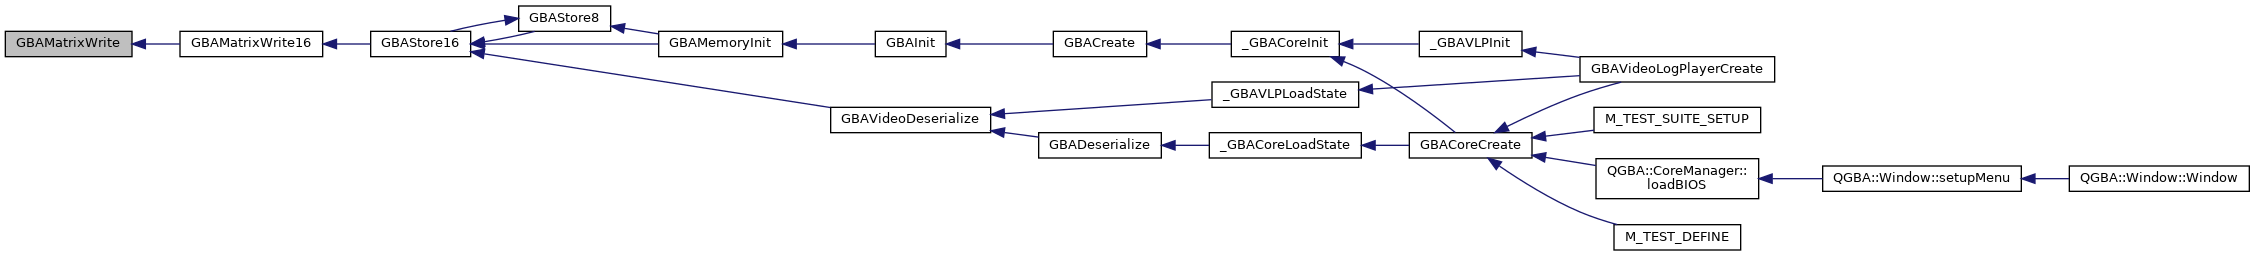 GBAMatrixWrite
GBAMatrixWrite16
GBAStore16
GBAStore8
GBAMemoryInit
GBAInit
GBACreate
_GBACoreInit
_GBAVLPInit
GBAVideoLogPlayerCreate
_GBAVLPLoadState
GBAVideoDeserialize
GBADeserialize
_GBACoreLoadState
GBACoreCreate
M_TEST_SUITE_SETUP
QGBA::CoreManager::
loadBIOS
QGBA::Window::setupMenu
QGBA::Window::Window
M_TEST_DEFINE